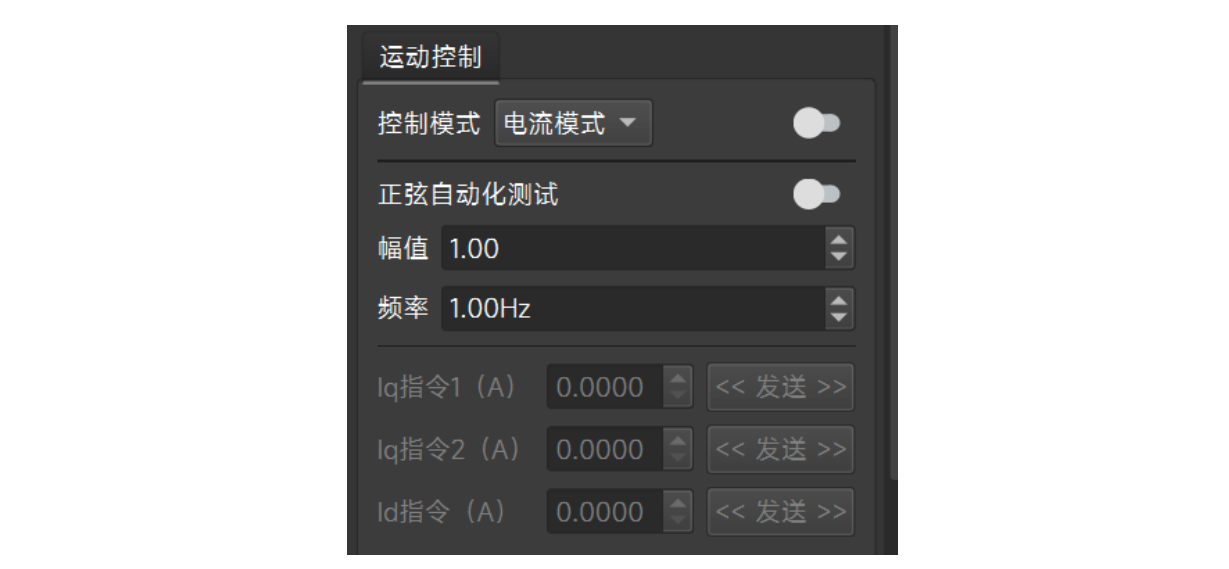 运动控制
控制模式 电流模式
正弦自动化测试
幅值 1.00
频率 1.00Hz
Iq指令1（A） 0.0000 << 发送 >>
Iq指令2（A） 0.0000 << 发送 >>
Id指令（A） 0.0000 << 发送 >>